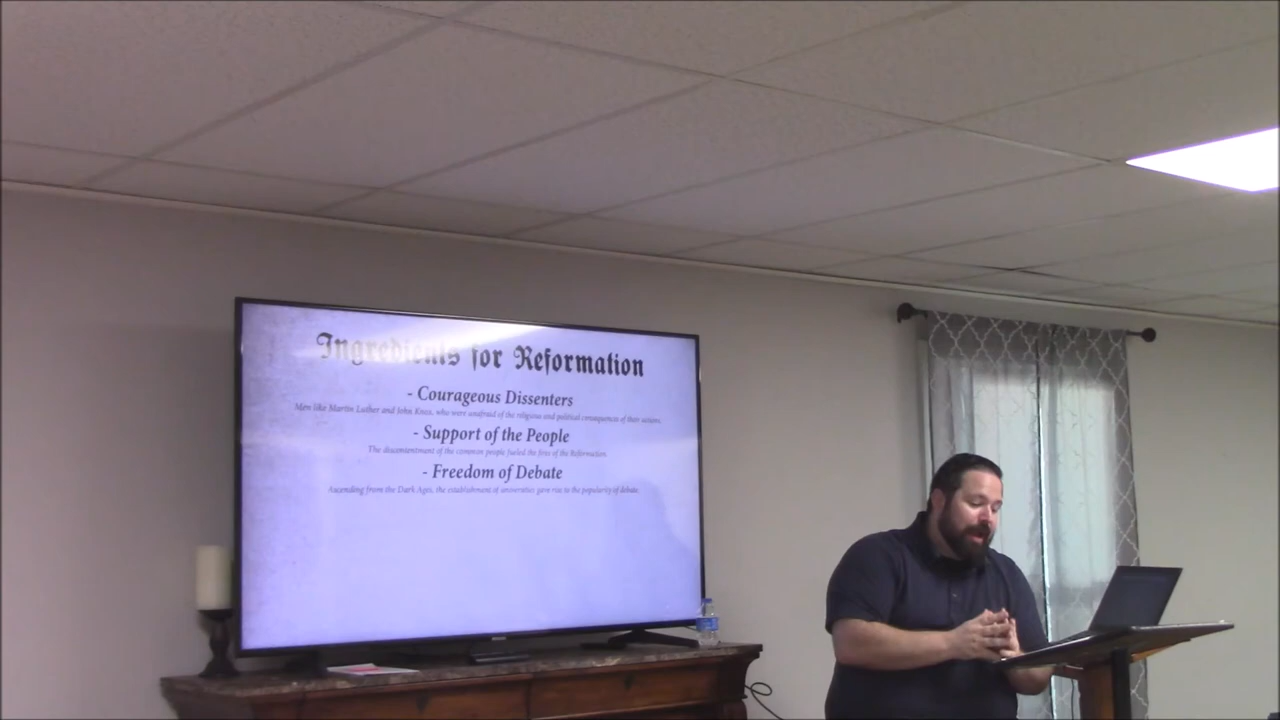 Ingredients for Reformation
- Courageous Dissenters
Men like Martin Luther and John Knox, who were unafraid of the religious and political consequences of their actions.
- Support of the People
The discontentment of the common people fueled the fires of the Reformation.
- Freedom of Debate
Ascending from the Dark Ages, the establishment of universities gave rise to the popularity of debate.